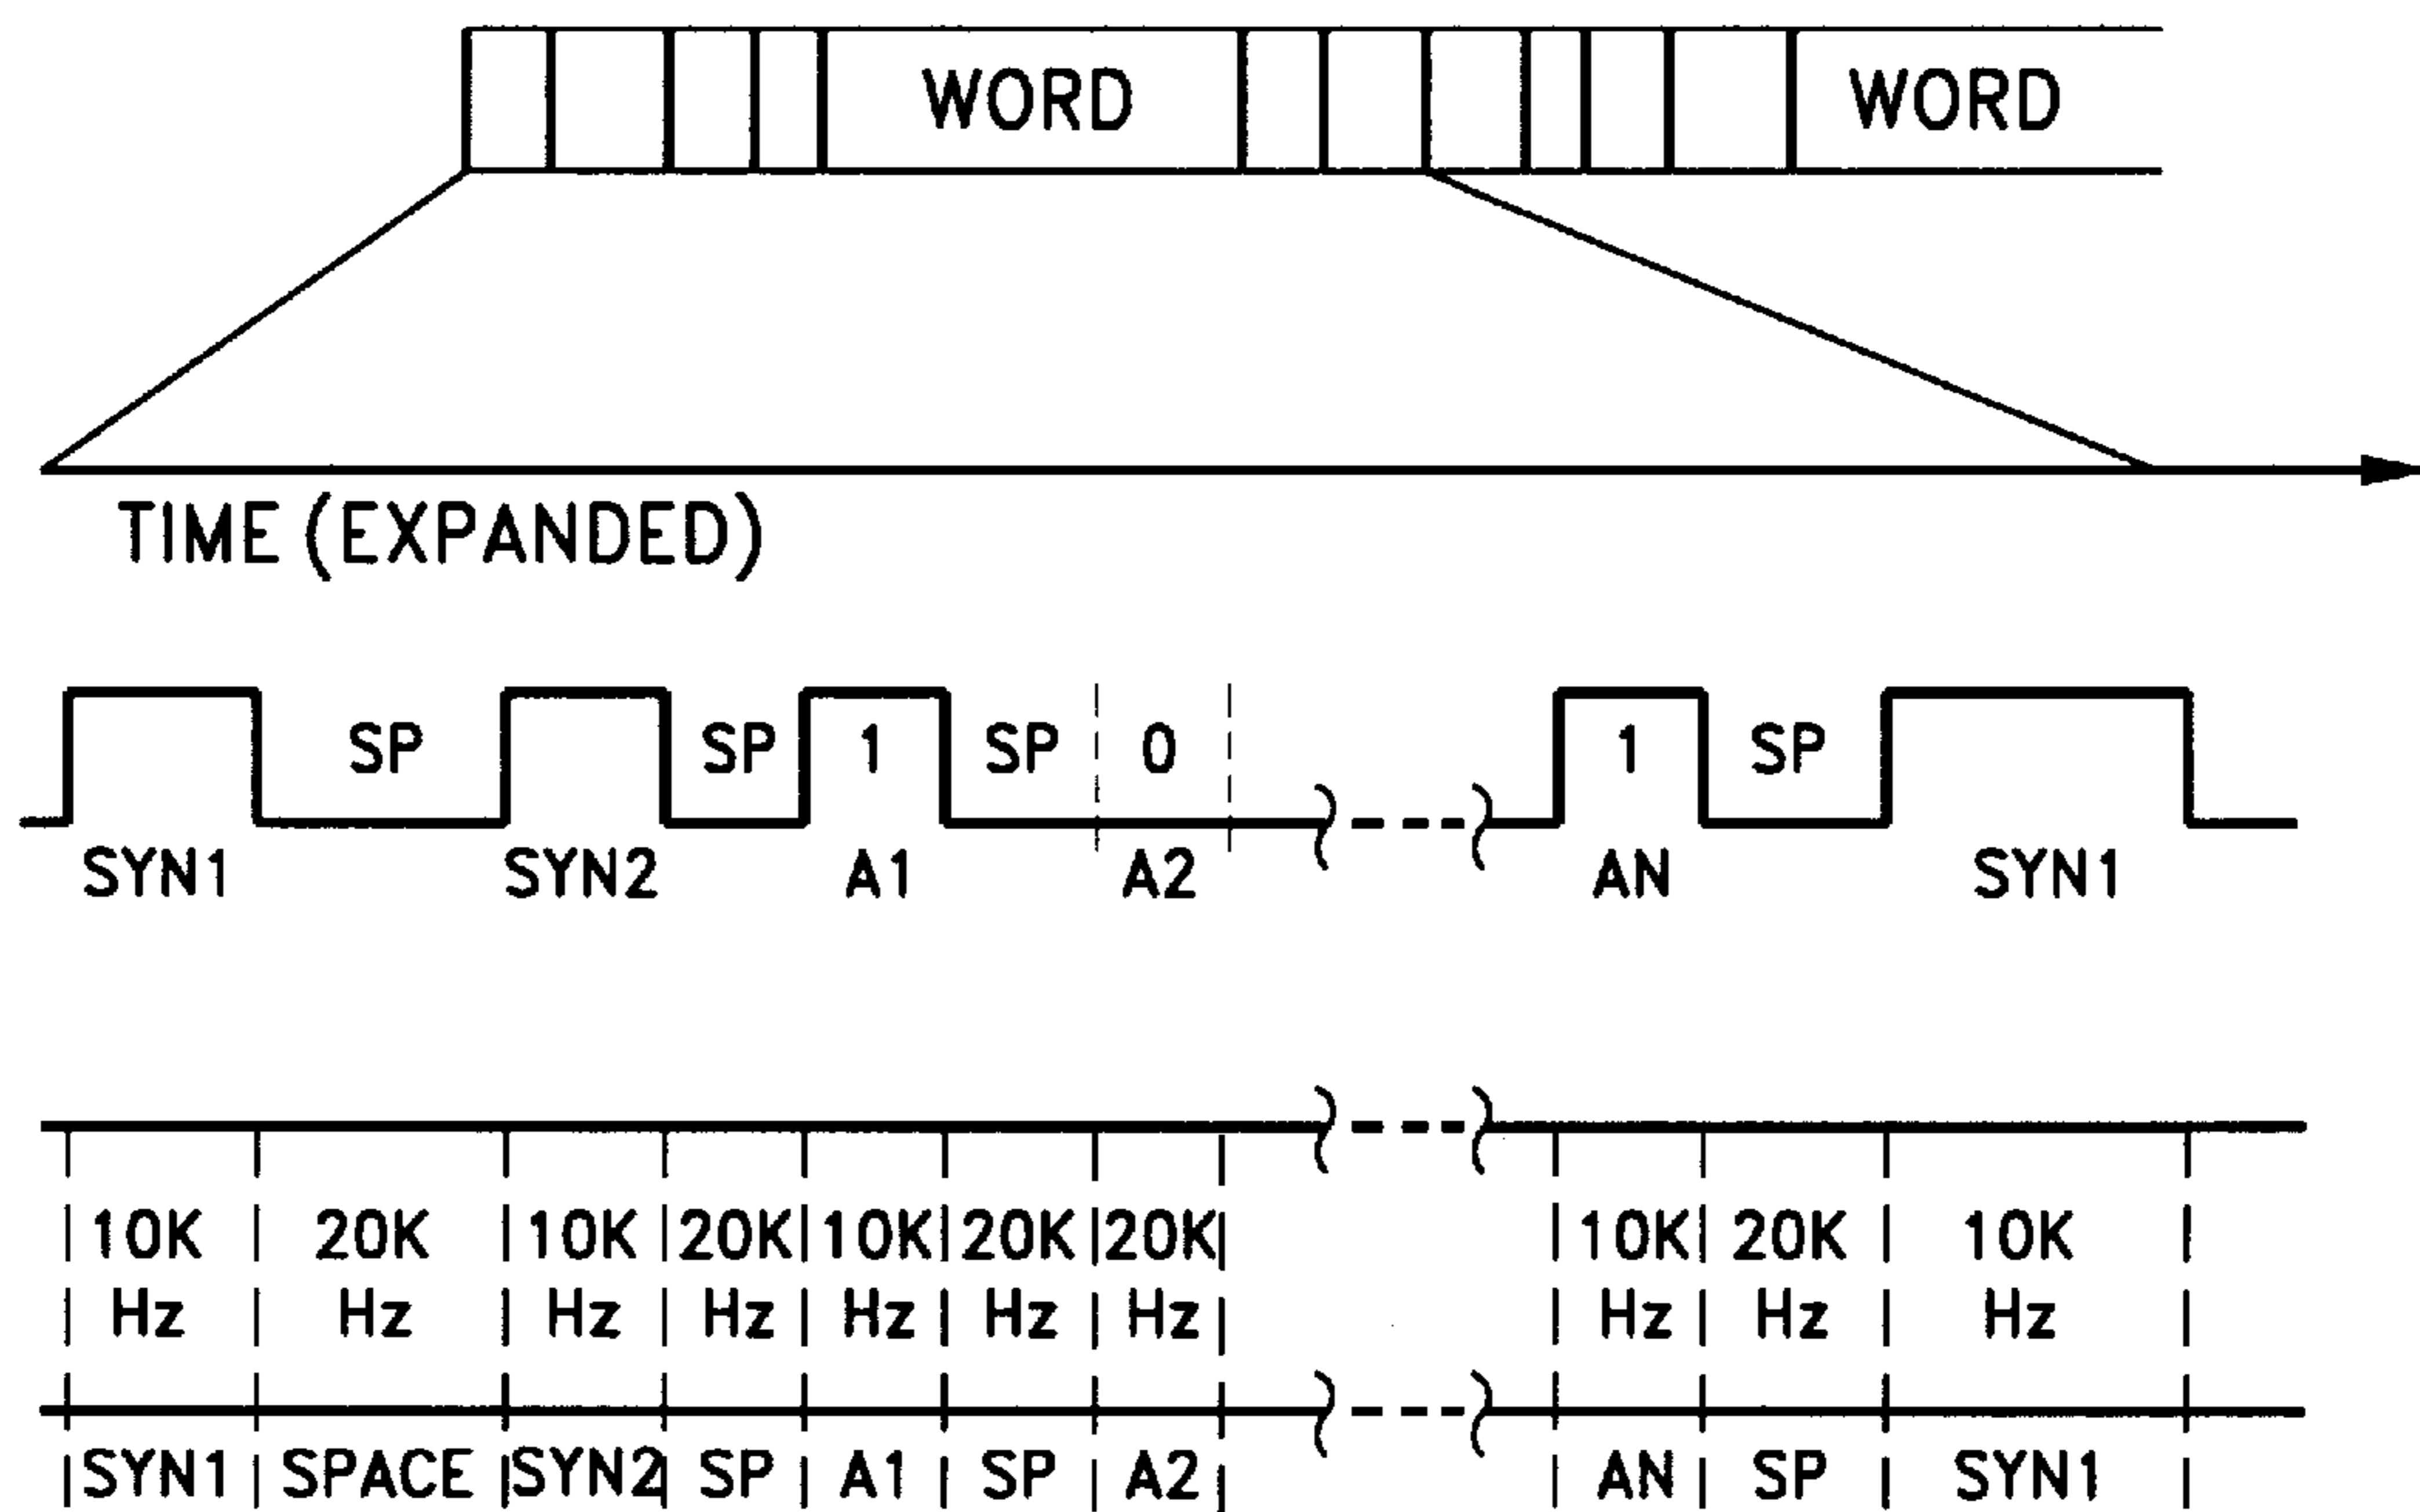 WORD WORD
TIME (EXPANDED)
SP SP 1 SP 0 1 SP
SYN1 SYN2 A1 A2 AN SYN1
10K 20K 10K 20K 10K 20K 20K 10K 20K 10K
Hz Hz Hz Hz Hz Hz Hz Hz Hz Hz
SYN1 SPACE SYN2 SP A1 SP A2 AN SP SYN1